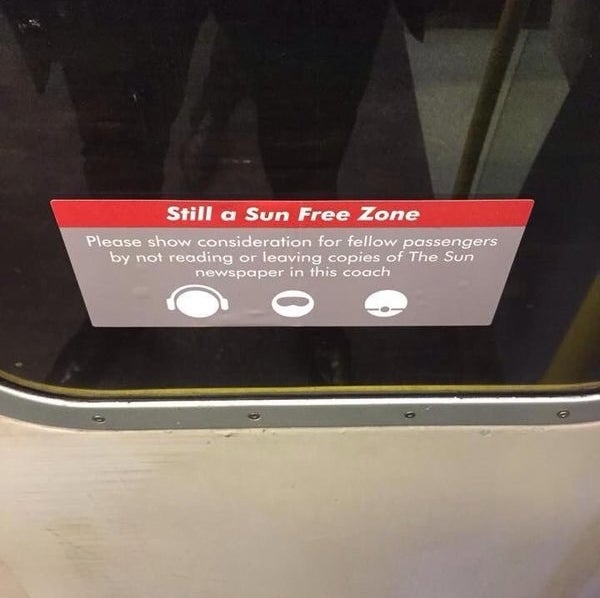 Still a Sun Free Zone
Please show consideration for fellow passengers
by not reading or leaving copies of The Sun
newspaper in this coach